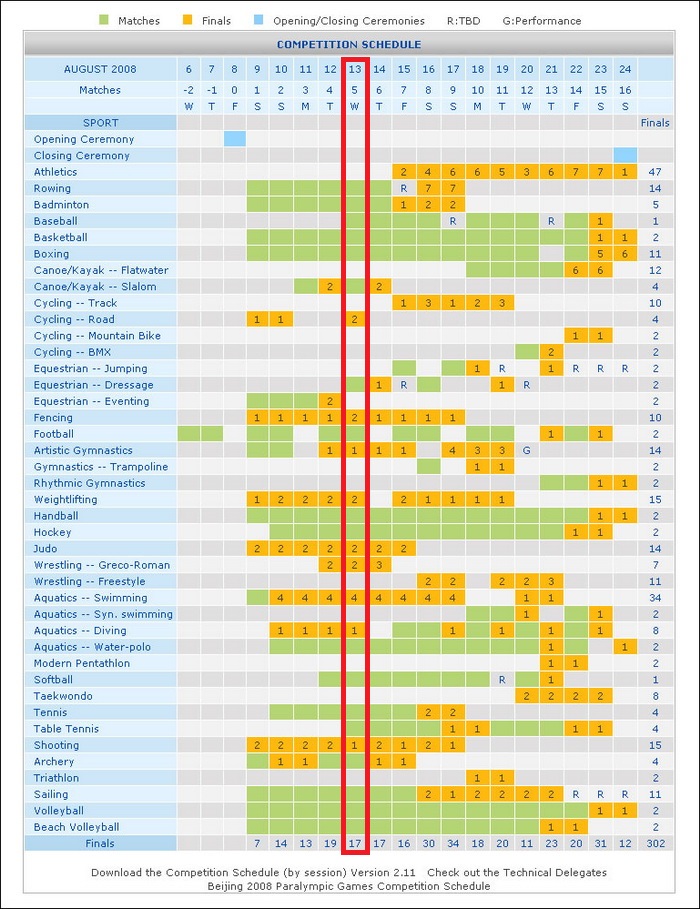 Matches Finals Opening/Closing Ceremonies R:TBD G:Performance
COMPETITION SCHEDULE
AUGUST 2008 6 7 8 9 10 11 12 13 14 15 16 17 18 19 20 21 22 23 24
Matches -2 -1 0 1 2 3 4 5 6 7 8 9 10 11 12 13 14 15 16
W T F S S M T W T F S S M T W T F S S
SPORT Finals
Opening Ceremony
Closing Ceremony
Athletics 2 4 6 6 5 3 6 7 7 1 47
Rowing R 7 7 14
Badminton 1 2 2 5
Baseball R R 1 1
Basketball 1 1 2
Boxing 5 6 11
Canoe/Kayak -- Flatwater 6 6 12
Canoe/Kayak -- Slalom 2 2 4
Cycling -- Track 1 3 1 2 3 10
Cycling -- Road 1 1 2 4
Cycling -- Mountain Bike 1 1 2
Cycling -- BMX 2 2
Equestrian -- Jumping 1 R 1 R R R 2
Equestrian -- Dressage 1 R 1 R 2
Equestrian -- Eventing 2 2
Fencing 1 1 1 1 2 1 1 1 1 10
Football 1 1 2
Artistic Gymnastics 1 1 1 1 4 3 3 G 14
Gymnastics -- Trampoline 1 1 2
Rhythmic Gymnastics 1 1 2
Weightlifting 1 2 2 2 2 2 1 1 1 1 15
Handball 1 1 2
Hockey 1 1 2
Judo 2 2 2 2 2 2 2 14
Wrestling -- Greco-Roman 2 2 3 7
Wrestling -- Freestyle 2 2 2 2 3 11
Aquatics -- Swimming 4 4 4 4 4 4 4 4 1 1 34
Aquatics -- Syn. swimming 1 1 2
Aquatics -- Diving 1 1 1 1 1 1 1 1 8
Aquatics -- Water-polo 1 1 2
Modern Pentathlon 1 1 2
Softball R 1 1
Taekwondo 2 2 2 2 8
Tennis 2 2 4
Table Tennis 1 1 1 1 4
Shooting 2 2 2 2 1 2 1 2 1 15
Archery 1 1 1 1 4
Triathlon 1 1 2
Sailing 2 1 2 2 2 2 R R R 11
Volleyball 1 1 2
Beach Volleyball 1 1 2
Finals 7 14 13 19 17 17 16 30 34 18 20 11 23 20 31 12 302
Download the Competition Schedule (by session) Version 2.11 Check out the Technical Delegates
Beijing 2008 Paralympic Games Competition Schedule